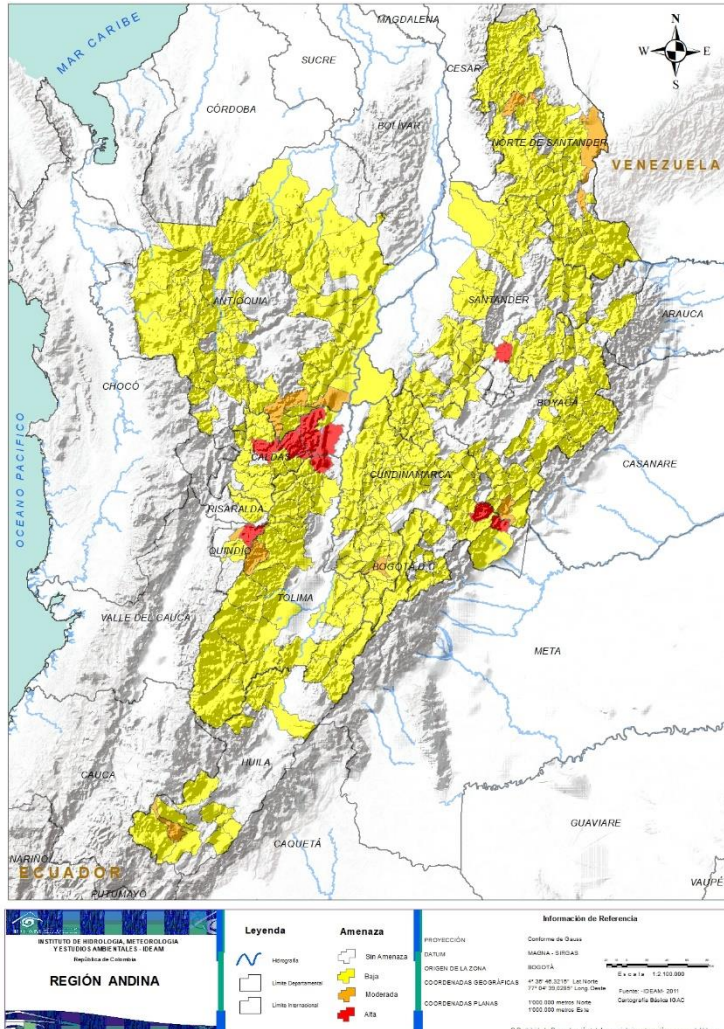 MAR CARIBE
MAGDALENA
N
W E
S
SUCRE
CESAR
CÓRDOBA
BOLÍVAR
NORTE DE SANTANDER
VENEZUELA
ANTIOQUIA
SANTANDER
ARAUCA
CHOCÓ
BOYACÁ
OCEANO PACIFICO
CALDAS
CUNDINAMARCA
CASANARE
RISARALDA
QUINDIO
BOGOTÁ D.C
TOLIMA
VALLE DEL CAUCA
META
HUILA
CAUCA
GUAVIARE
CAQUETÁ
NARIÑO
ECUADOR
VAUPÉ
PUTUMAYO
INSTITUTO DE HIDROLOGIA, METEOROLOGIA
Y ESTUDIOS AMBIENTALES - IDEAM
República de Colombia
REGIÓN ANDINA
Leyenda
Hidrografía
Limite Departamental
Limite Internacional
Amenaza
Sin Amenaza
Baja
Moderada
Alta
Información de Referencia
PROYECCIÓN Conforme de Gauss
DATUM MAGNA - SIRGAS
ORIGEN DE LA ZONA BOGOTÁ
COORDENADAS GEOGRÁFICAS
COORDENADAS PLANAS 1'000.000 metros Norte
1'000.000 metros Este
Escala 1:2.100.000
Fuente: -IDEAM- 2011
Cartografía Básica IGAC